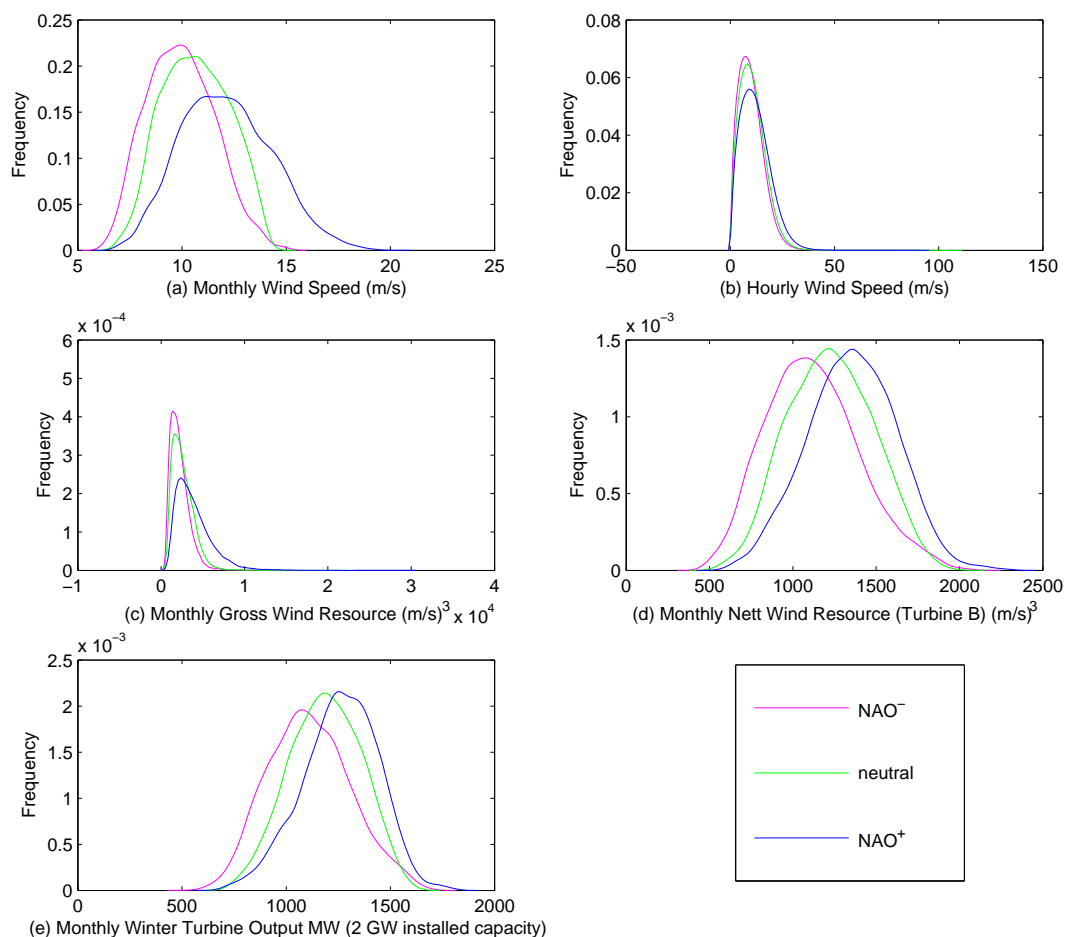 0.25
0.2
0.15
0.1
0.05
0
Frequency
5 10 15 20 25
(a) Monthly Wind Speed (m/s)
0.08
0.06
0.04
0.02
0.00
Frequency
−50 0 50 100 150
(b) Hourly Wind Speed (m/s)
x 10⁻⁴
6
5
4
3
2
1
0
Frequency
−1 0 1 2 3 4
(c) Monthly Gross Wind Resource (m/s)³ x 10⁴
x 10⁻³
1.5
1
0.5
0
Frequency
0 500 1000 1500 2000 2500
(d) Monthly Nett Wind Resource (Turbine B) (m/s)³
x 10⁻³
2.5
2
1.5
1
0.5
0
Frequency
0 500 1000 1500 2000
(e) Monthly Winter Turbine Output MW (2 GW installed capacity)
NAO⁻
neutral
NAO⁺